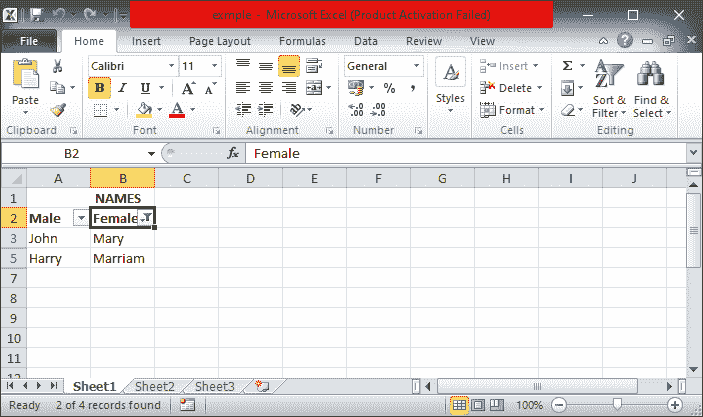 exmple - Microsoft Excel (Product Activation Failed)
File Home Insert Page Layout Formulas Data Review View
Calibri 11 General Insert Σ
Paste B I U A A $ % , Styles Delete Sort & Filter Find & Select
A .00 .0 Format
Clipboard Font Alignment Number Cells Editing
B2 fx Female
A B C D E F G H I J
1 NAMES
2 Male Female
3 John Mary
5 Harry Marriam
7
8
9
10
11
12
Sheet1 Sheet2 Sheet3
Ready 2 of 4 records found 100%